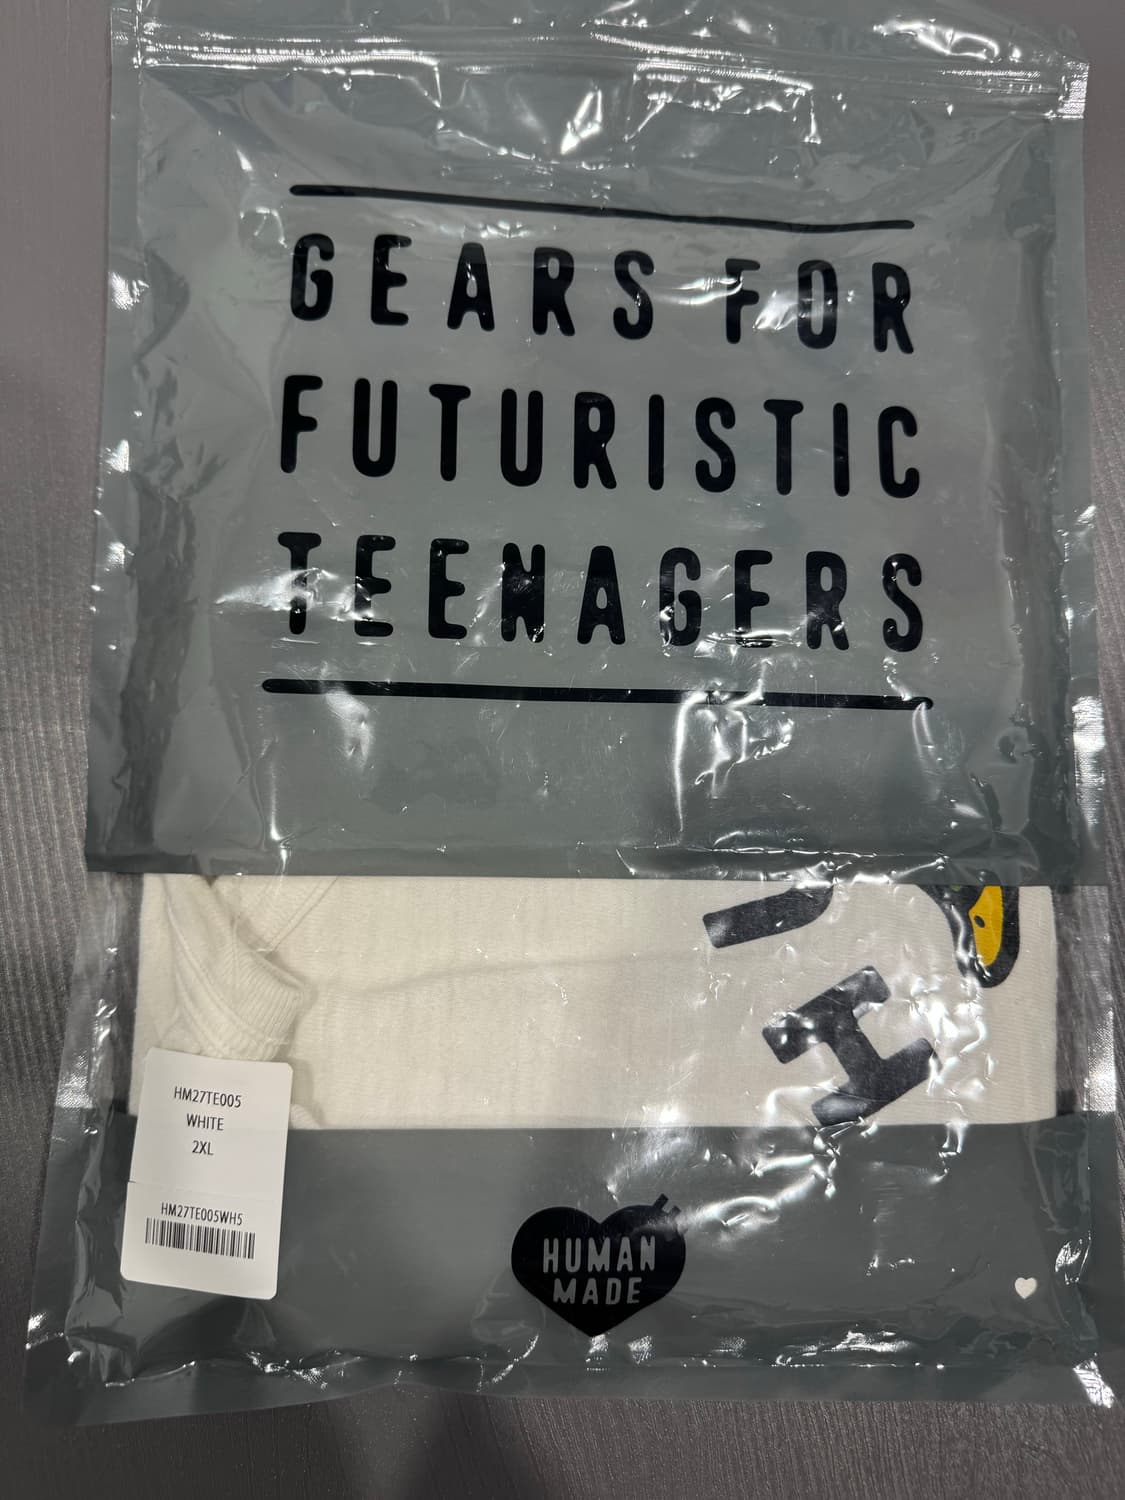 GEARS FOR
FUTURISTIC
TEENAGERS
H
HM27TE005
WHITE
2XL
HM27TE005WH5
HUMAN
MADE